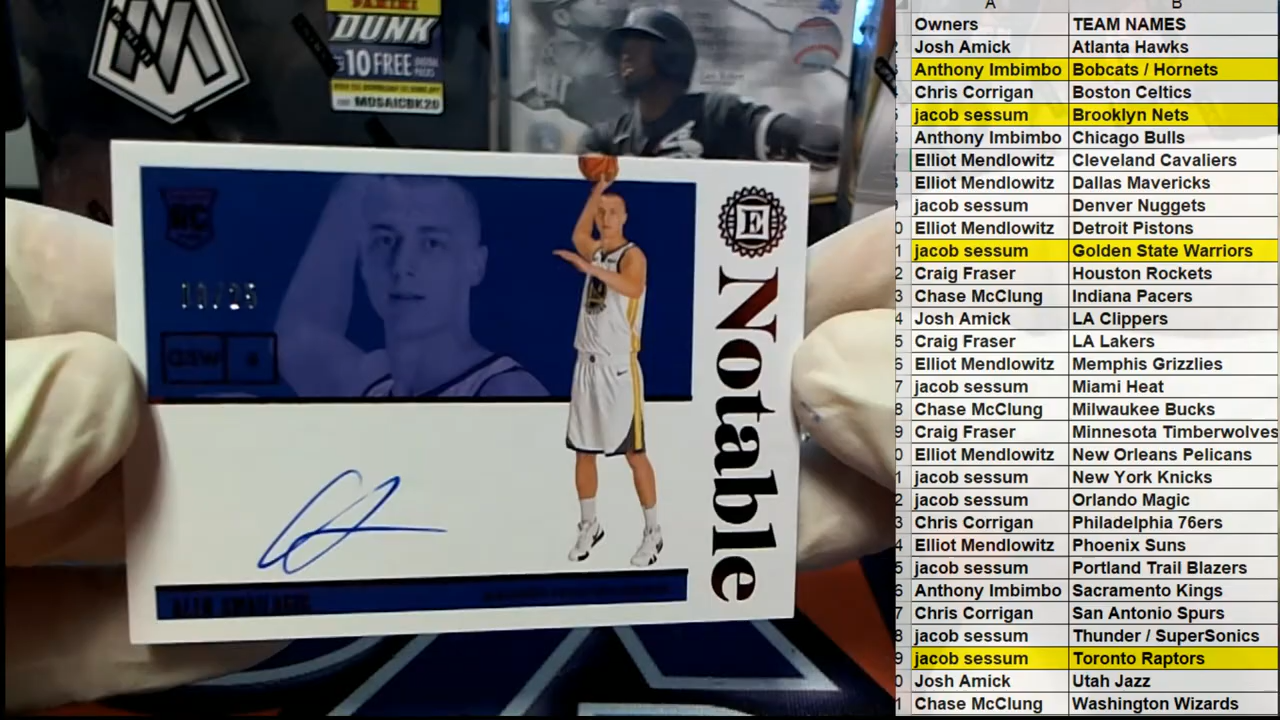 PANINI
DUNK
10 FREE
MOSAICBK20
RC
GSW
E
Notable
A B
Owners TEAM NAMES
Josh Amick Atlanta Hawks
Anthony Imbimbo Bobcats / Hornets
Chris Corrigan Boston Celtics
jacob sessum Brooklyn Nets
Anthony Imbimbo Chicago Bulls
Elliot Mendlowitz Cleveland Cavaliers
Elliot Mendlowitz Dallas Mavericks
jacob sessum Denver Nuggets
Elliot Mendlowitz Detroit Pistons
jacob sessum Golden State Warriors
Craig Fraser Houston Rockets
Chase McClung Indiana Pacers
Josh Amick LA Clippers
Craig Fraser LA Lakers
Elliot Mendlowitz Memphis Grizzlies
jacob sessum Miami Heat
Chase McClung Milwaukee Bucks
Craig Fraser Minnesota Timberwolves
Elliot Mendlowitz New Orleans Pelicans
jacob sessum New York Knicks
jacob sessum Orlando Magic
Chris Corrigan Philadelphia 76ers
Elliot Mendlowitz Phoenix Suns
jacob sessum Portland Trail Blazers
Anthony Imbimbo Sacramento Kings
Chris Corrigan San Antonio Spurs
jacob sessum Thunder / SuperSonics
jacob sessum Toronto Raptors
Josh Amick Utah Jazz
Chase McClung Washington Wizards